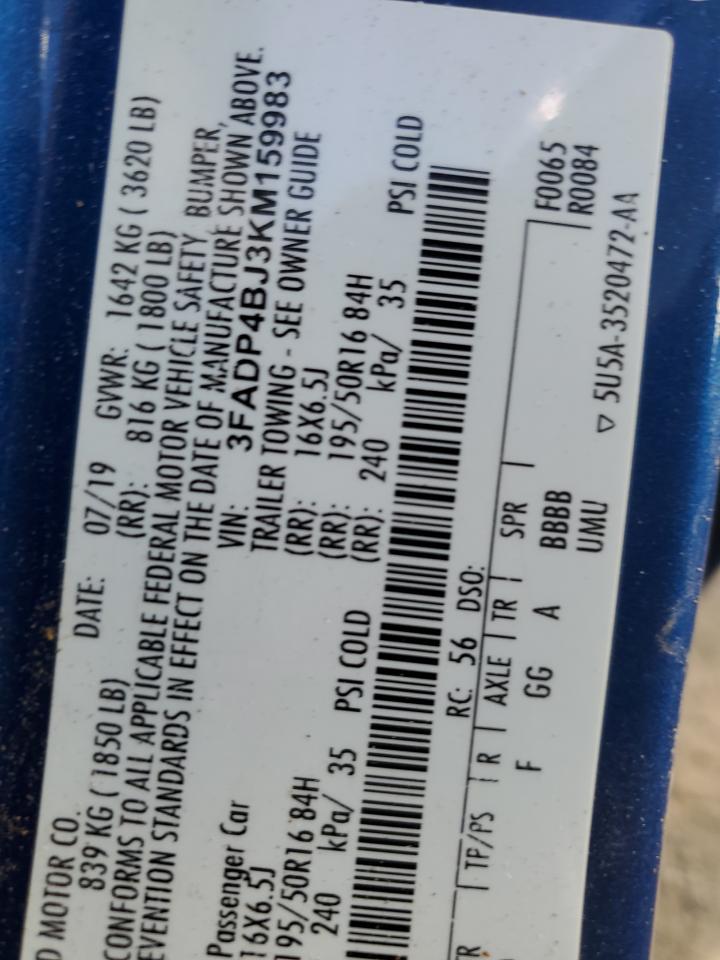 D MOTOR CO. DATE: 07/19 GVWR: 1642 KG ( 3620 LB)
839 KG ( 1850 LB) (RR): 816 KG ( 1800 LB)
CONFORMS TO ALL APPLICABLE FEDERAL MOTOR VEHICLE SAFETY, BUMPER,
EVENTION STANDARDS IN EFFECT ON THE DATE OF MANUFACTURE SHOWN ABOVE.
VIN: 3FADP4BJ3KM159983
Passenger Car TRAILER TOWING - SEE OWNER GUIDE
16X6.5J (RR): 16X6.5J
195/50R16 84H (RR): 195/50R16 84H
240 kPa/ 35 PSI COLD (RR): 240 kPa/ 35 PSI COLD
RC: 56 DSO: F0065
R0084
TR TP/PS R AXLE TR SPR
F GG A BBBB
UMU
▽ 5U5A-3520472-AA